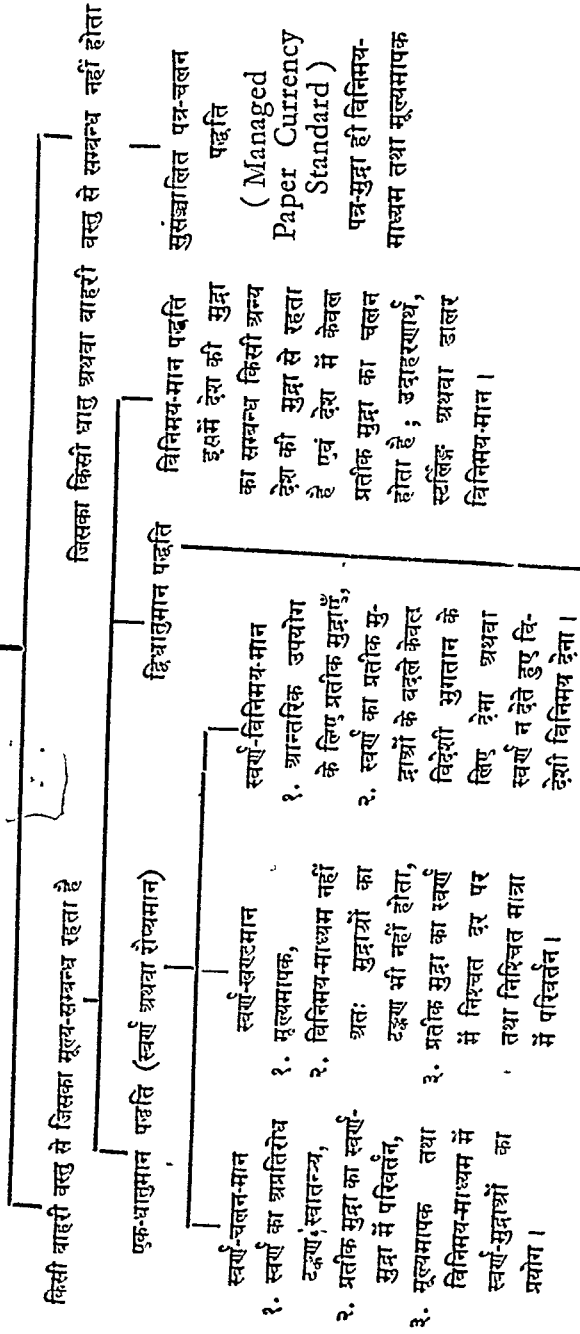 किसी बाहरी वस्तु से जिसका मूल्य-सम्बन्ध रहता है
जिसका किसी धातु अथवा बाहरी वस्तु से सम्बन्ध नहीं होता
एक-धातुमान पद्धति (स्वर्ण अथवा रौप्यमान)
द्विधातुमान पद्धति
विनिमय-मान पद्धति
इसमें देश की मुद्रा
का सम्बन्ध किसी अन्य
देश की मुद्रा से रहता
है एवं देश में केवल
प्रतीक मुद्रा का चलन
होता है ; उदाहरणार्थ,
स्टर्लिङ्ग अथवा डालर
विनिमय-मान ।
सुसंञ्चालित पत्र-चलन
पद्धति
( Managed
Paper Currency
Standard )
पत्र-मुद्रा ही विनिमय-
माध्यम तथा मूल्यमापक
स्वर्ण-चलन-मान
१. स्वर्ण का अप्रतिरोध
टङ्कण, स्वातन्त्र्य,
२. प्रतीक मुद्रा का स्वर्ण-
मुद्रा में परिवर्तन,
३. मूल्यमापक तथा
विनिमय-माध्यम में
स्वर्ण-मुद्राओं का
प्रयोग ।
स्वर्ण-खण्टमान
१. मूल्यमापक,
२. विनिमय-माध्यम नहीं
अतः मुद्राओं का
टङ्कण भी नहीं होता,
३. प्रतीक मुद्रा का स्वर्ण
में निश्चत दर पर
तथा निश्चित मात्रा
में परिवर्तन ।
स्वर्ण-विनिमय-मान
१. आन्तरिक उपयोग
के लिए प्रतीक मुद्राएँ,
२. स्वर्ण का प्रतीक मु-
द्राओं के बदले केवल
विदेशी भुगतान के
लिए देना अथवा
स्वर्ण न देते हुए वि-
देशी विनिमय देना ।